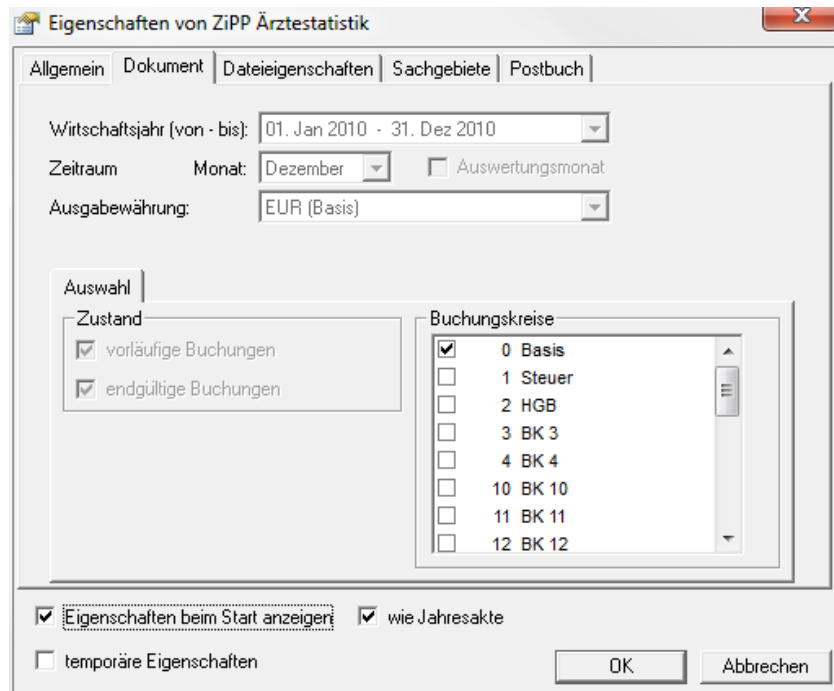 Eigenschaften von ZiPP Ärztestatistik
Allgemein Dokument Dateieigenschaften Sachgebiete Postbuch
Wirtschaftsjahr (von - bis): 01. Jan 2010 - 31. Dez 2010
Zeitraum Monat: Dezember Auswertungsmonat
Ausgabewährung: EUR (Basis)
Auswahl
Zustand
vorläufige Buchungen
endgültige Buchungen
Buchungskreise
0 Basis
1 Steuer
2 HGB
3 BK 3
4 BK 4
10 BK 10
11 BK 11
12 BK 12
Eigenschaften beim Start anzeigen wie Jahresakte
temporäre Eigenschaften
OK Abbrechen